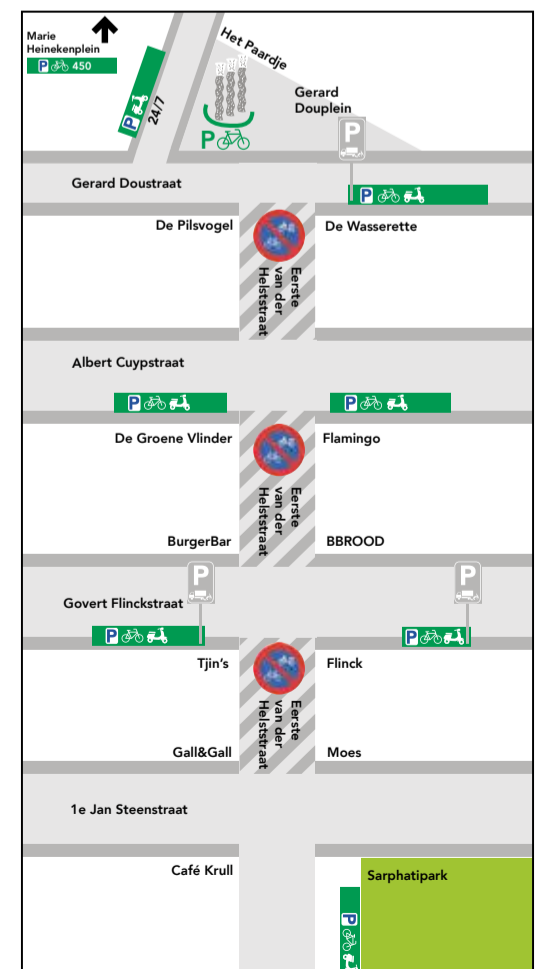 Marie
Heinekenplein
P 450
P
24/7
Het Paardje
Gerard
Douplein
P
P
Gerard Doustraat
P
De Pilsvogel
De Wasserette
Eerste
van der
Helststraat
Albert Cuypstraat
P
P
De Groene Vlinder
Flamingo
Eerste
van der
Helststraat
BurgerBar
BBROOD
P
P
Govert Flinckstraat
P
P
Tjin's
Flinck
Eerste
van der
Helststraat
Gall&Gall
Moes
1e Jan Steenstraat
Café Krull
Sarphatipark
P